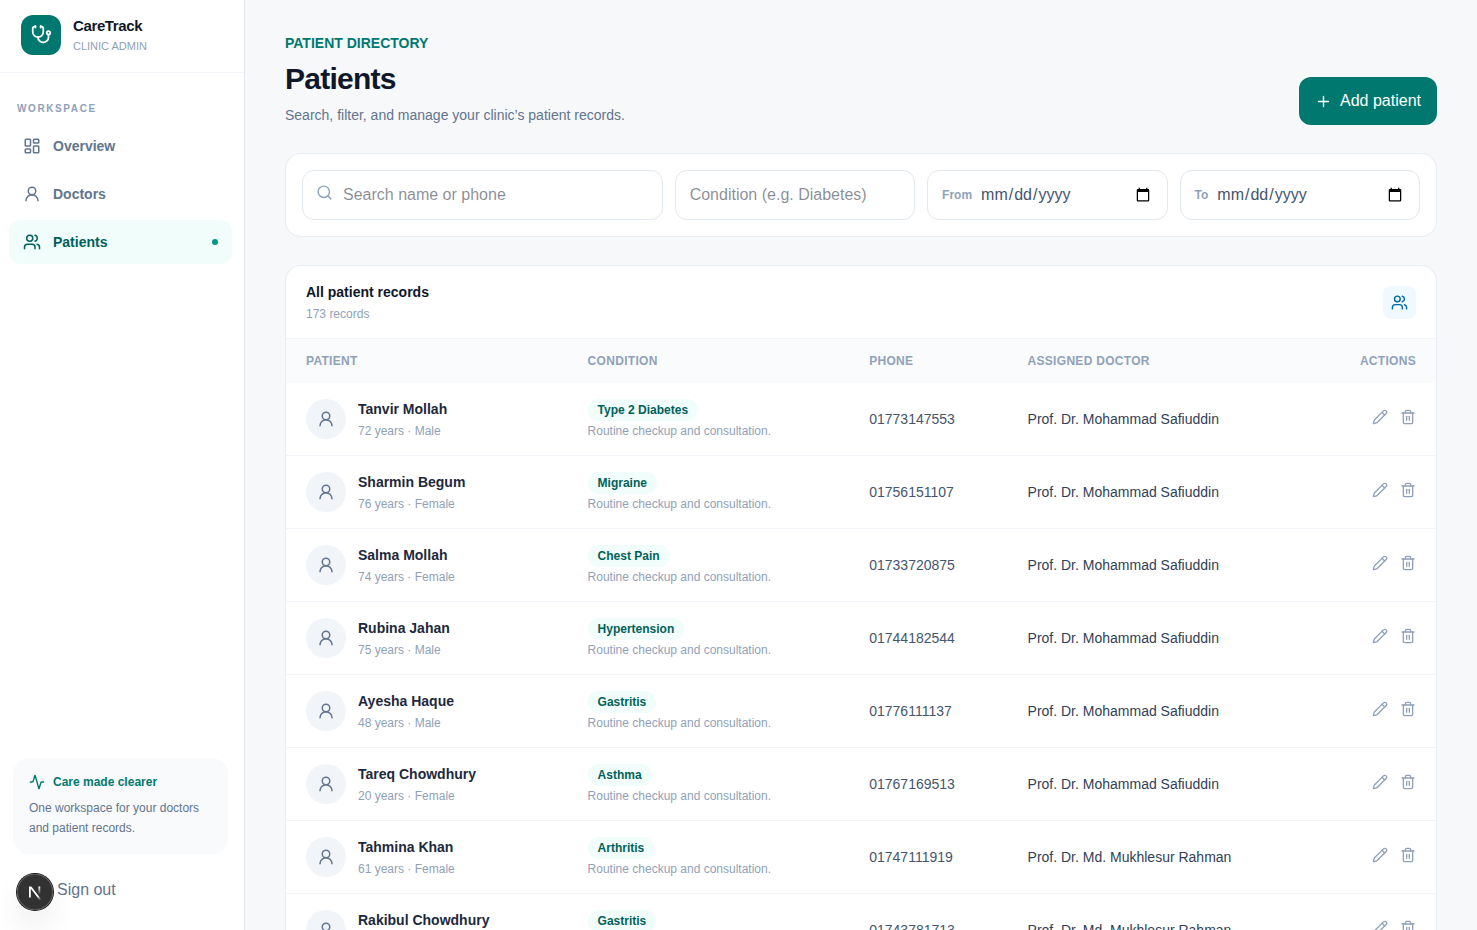 CareTrack
CLINIC ADMIN
WORKSPACE
Overview
Doctors
Patients
Care made clearer
One workspace for your doctors
and patient records.
N
Sign out
PATIENT DIRECTORY
Patients
Search, filter, and manage your clinic's patient records.
Add patient
Search name or phone
Condition (e.g. Diabetes)
From mm/dd/yyyy
To mm/dd/yyyy
All patient records
173 records
PATIENT CONDITION PHONE ASSIGNED DOCTOR ACTIONS
Tanvir Mollah Type 2 Diabetes
01773147553 Prof. Dr. Mohammad Safiuddin
72 years · Male Routine checkup and consultation.
Sharmin Begum Migraine
01756151107 Prof. Dr. Mohammad Safiuddin
76 years · Female Routine checkup and consultation.
Salma Mollah Chest Pain
01733720875 Prof. Dr. Mohammad Safiuddin
74 years · Female Routine checkup and consultation.
Rubina Jahan Hypertension
01744182544 Prof. Dr. Mohammad Safiuddin
75 years · Male Routine checkup and consultation.
Ayesha Haque Gastritis
01776111137 Prof. Dr. Mohammad Safiuddin
48 years · Male Routine checkup and consultation.
Tareq Chowdhury Asthma
01767169513 Prof. Dr. Mohammad Safiuddin
20 years · Female Routine checkup and consultation.
Tahmina Khan Arthritis
01747111919 Prof. Dr. Md. Mukhlesur Rahman
61 years · Female Routine checkup and consultation.
Rakibul Chowdhury Gastritis
01743781713 Prof. Dr. Md. Mukhlesur Rahman